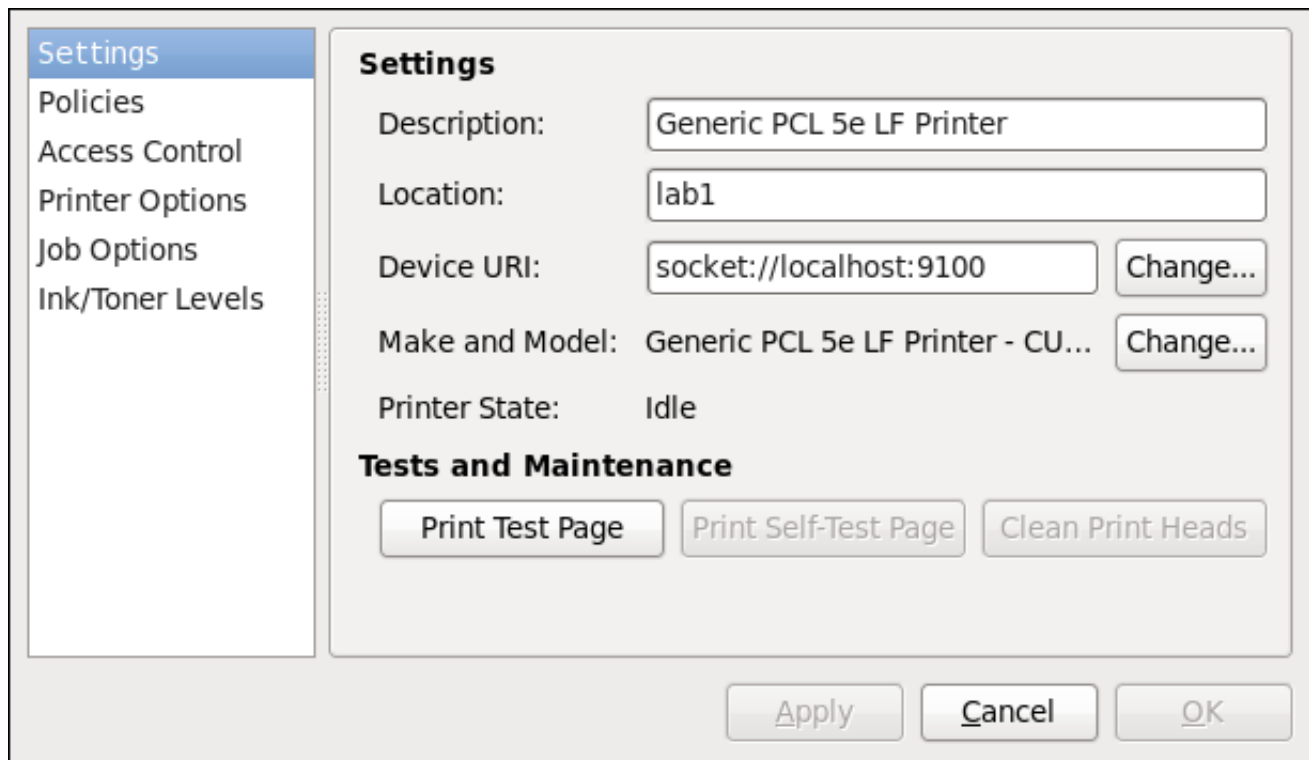 Settings
Policies
Access Control
Printer Options
Job Options
Ink/Toner Levels
Settings
Description: Generic PCL 5e LF Printer
Location: lab1
Device URI: socket://localhost:9100 Change...
Make and Model: Generic PCL 5e LF Printer - CU... Change...
Printer State: Idle
Tests and Maintenance
Print Test Page Print Self-Test Page Clean Print Heads
Apply Cancel OK